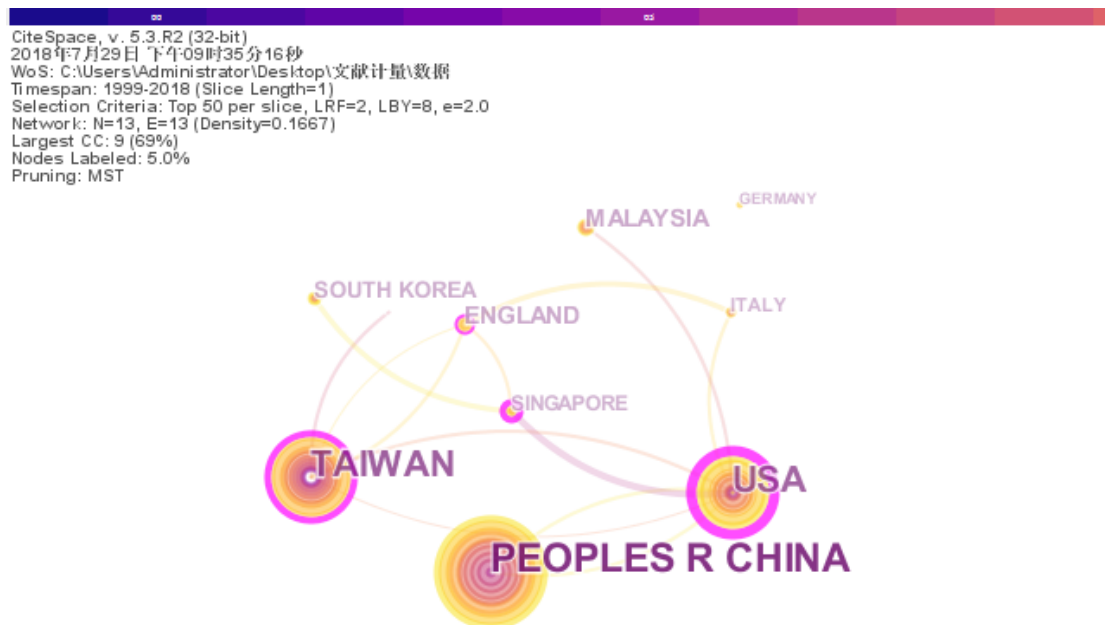 CiteSpace, v. 5.3.R2 (32-bit)
2018年7月29日 下午09时35分16秒
WoS: C:\Users\Administrator\Desktop\文献计量\数据
Timespan: 1999-2018 (Slice Length=1)
Selection Criteria: Top 50 per slice, LRF=2, LBY=8, e=2.0
Network: N=13, E=13 (Density=0.1667)
Largest CC: 9 (69%)
Nodes Labeled: 5.0%
Pruning: MST
GERMANY
MALAYSIA
SOUTH KOREA
ITALY
ENGLAND
SINGAPORE
TAIWAN
USA
PEOPLES R CHINA